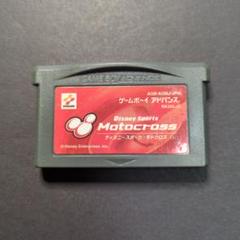 GAME BOY ADVANCE
KONAMI
ゲームボーイ アドバンス
Disney Sports
Motocross
ディズニースポーツ:モトクロス
© Disney Enterprises, Inc.